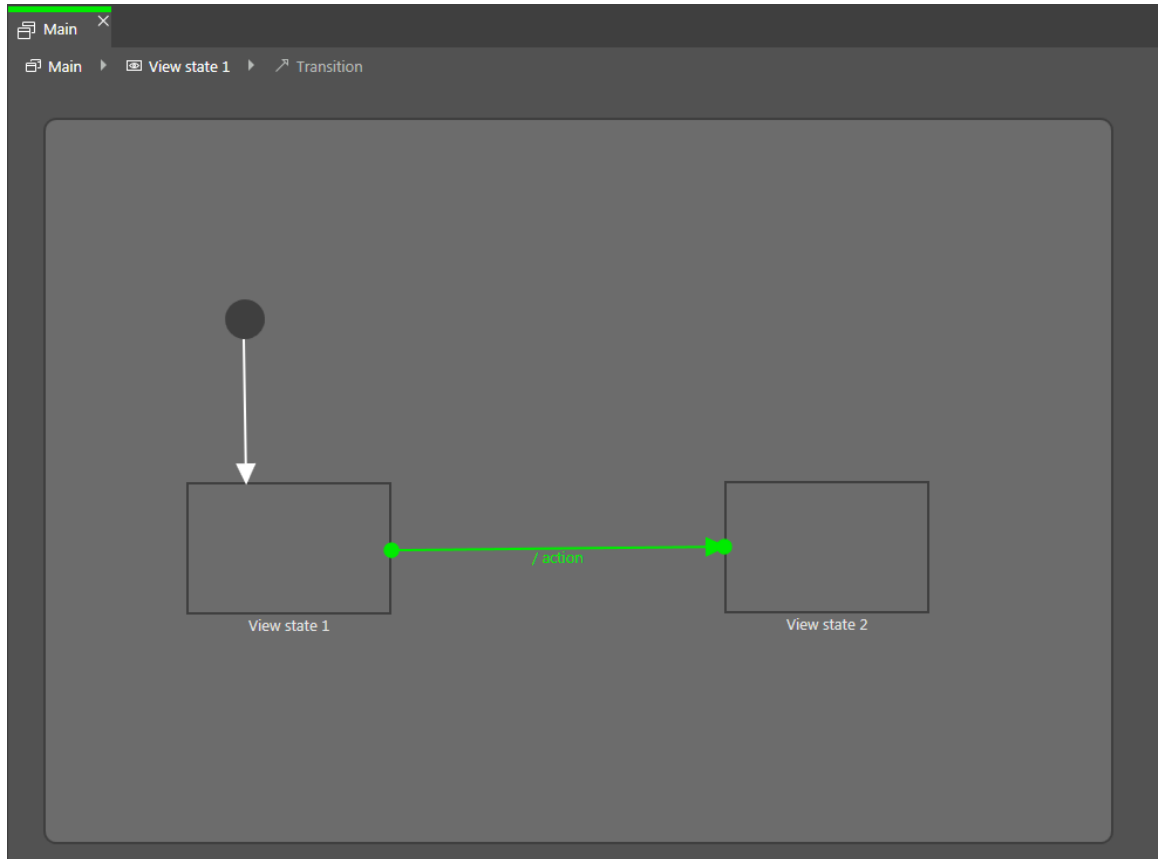 Main
Main View state 1 Transition
/ action
View state 1
View state 2